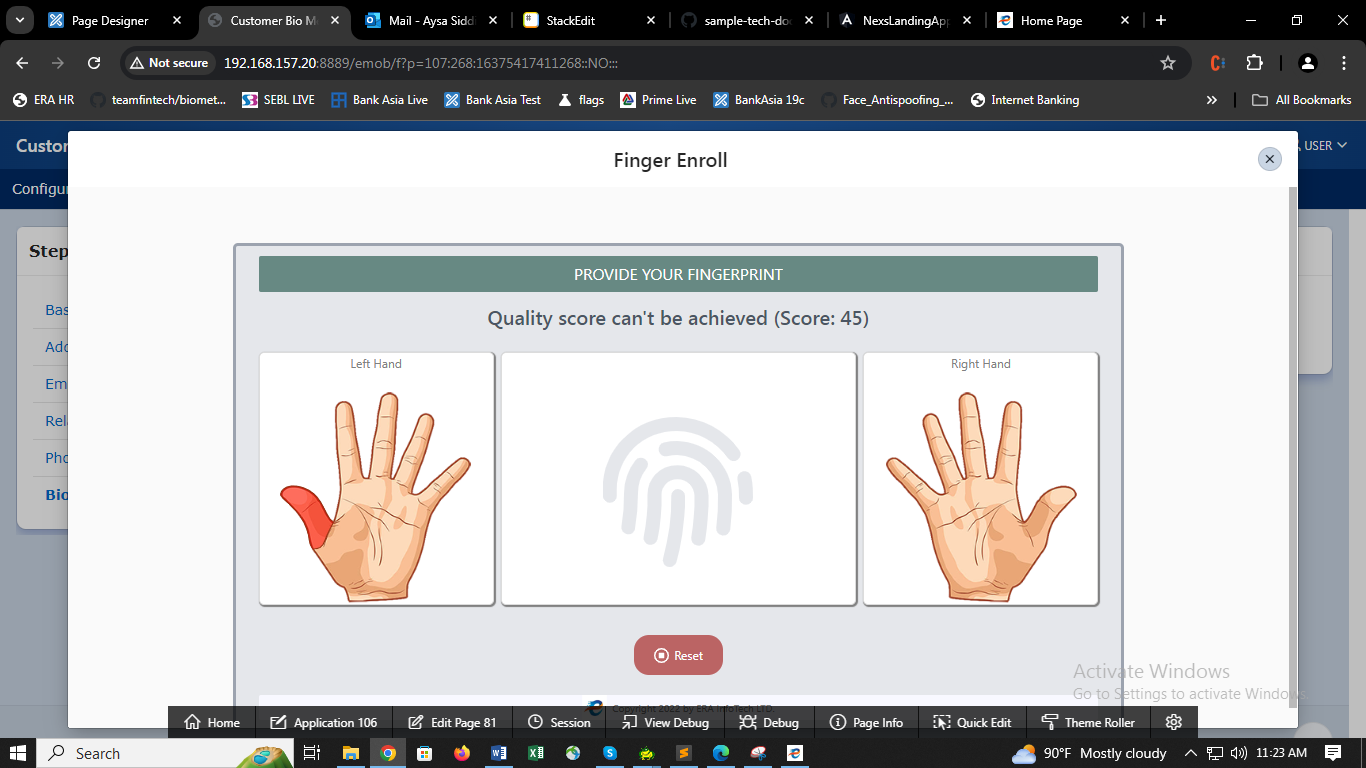 Page Designer
Customer Bio M
Mail - Aysa Siddi
StackEdit
sample-tech-do
NexsLandingApp
Home Page
Not secure
192.168.157.20:8889/emob/f?p=107:268:16375417411268::NO:::
ERA HR
teamfintech/biomet...
SEBL LIVE
Bank Asia Live
Bank Asia Test
flags
Prime Live
BankAsia 19c
Face_Antispoofing_...
Internet Banking
»
All Bookmarks
Custor
Finger Enroll
USER
Configu
Step
PROVIDE YOUR FINGERPRINT
Bas
Quality score can't be achieved (Score: 45)
Add
Left Hand
Right Hand
Em
Rel
Pho
Bio
Reset
Activate Windows
Go to Settings to activate Windows.
Copyright 2022 by ERA InfoTech LTD.
Home
Application 106
Edit Page 81
Session
View Debug
Debug
Page Info
Quick Edit
Theme Roller
Search
90°F Mostly cloudy
11:23 AM